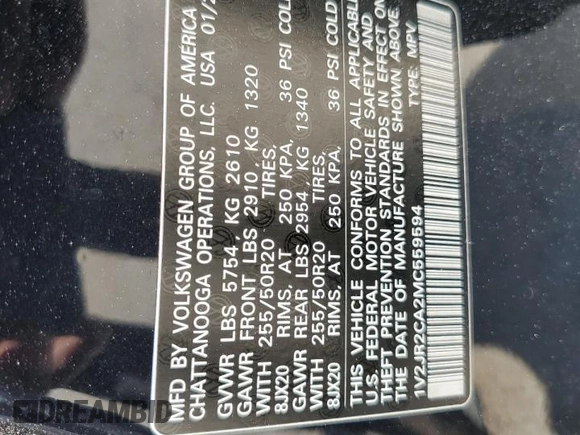 MFD BY VOLKSWAGEN GROUP OF AMERICA
CHATTANOOGA OPERATIONS, LLC. USA 01/2
GVWR LBS 5754, KG 2610
GAWR FRONT LBS 2910, KG 1320
WITH 255/50R20 TIRES,
8JX20 RIMS, AT 250 KPA, 36 PSI COLD
GAWR REAR LBS 2954, KG 1340
WITH 255/50R20 TIRES,
8JX20 RIMS, AT 250 KPA, 36 PSI COLD
THIS VEHICLE CONFORMS TO ALL APPLICABLE
U.S. FEDERAL MOTOR VEHICLE SAFETY AND
THEFT PREVENTION STANDARDS IN EFFECT ON
THE DATE OF MANUFACTURE SHOWN ABOVE.
1V2JR2CA2MC559594 TYPE: MPV
DREAMBID